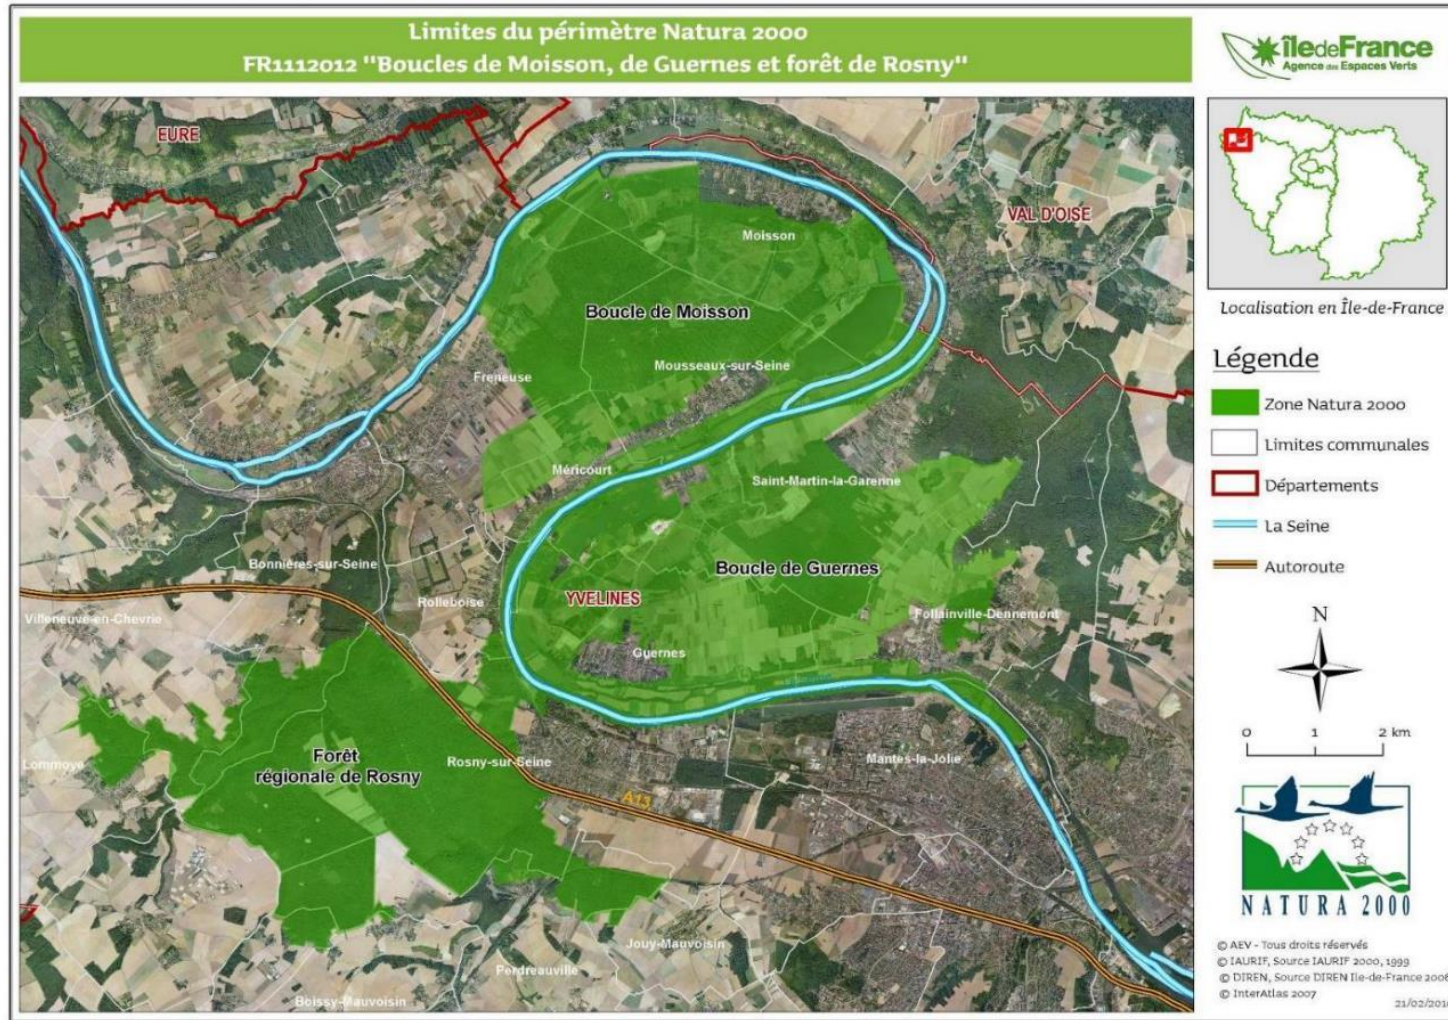 Limites du périmètre Natura 2000
FR1112012 "Boucles de Moisson, de Guernes et forêt de Rosny"
îledeFrance
Agence des Espaces Verts
EURE
VAL D'OISE
Moisson
Boucle de Moisson
Mousseaux-sur-Seine
Freneuse
Méricourt
Saint-Martin-la-Garenne
Bonnières-sur-Seine
Boucle de Guernes
Rolleboise
YVELINES
Follainville-Dennemont
Villeneuve-en-Chevrie
Guernes
Lommoye
Forêt
régionale de Rosny
Rosny-sur-Seine
Mantes-la-Jolie
A13
Jouy-Mauvoisin
Perdreauville
Boissy-Mauvoisin
Localisation en Île-de-France
Légende
Zone Natura 2000
Limites communales
Départements
La Seine
Autoroute
N
0 1 2 km
NATURA 2000
© AEV - Tous droits réservés
© IAURIF, Source IAURIF 2000, 1999
© DIREN, Source DIREN Ile-de-France 2006
© InterAtlas 2007